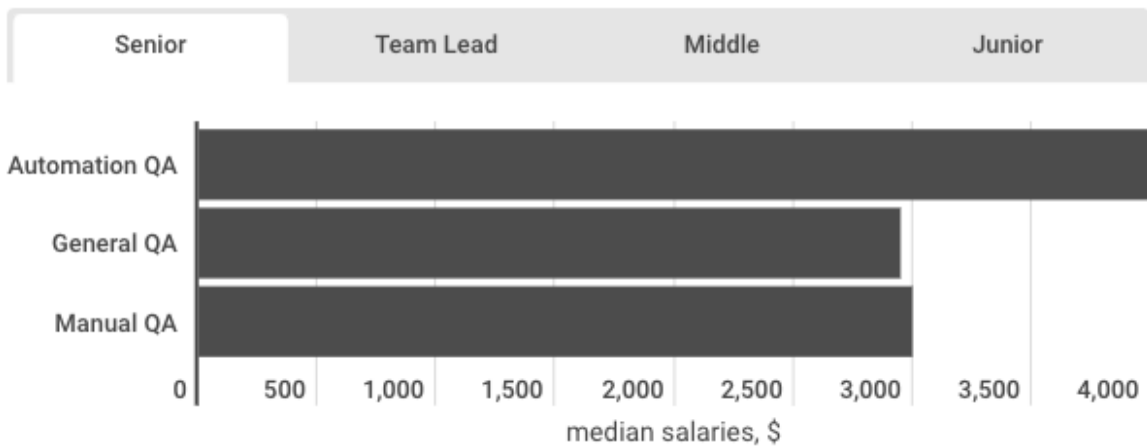 Senior Team Lead Middle Junior
Automation QA
General QA
Manual QA
0 500 1,000 1,500 2,000 2,500 3,000 3,500 4,000
median salaries, $